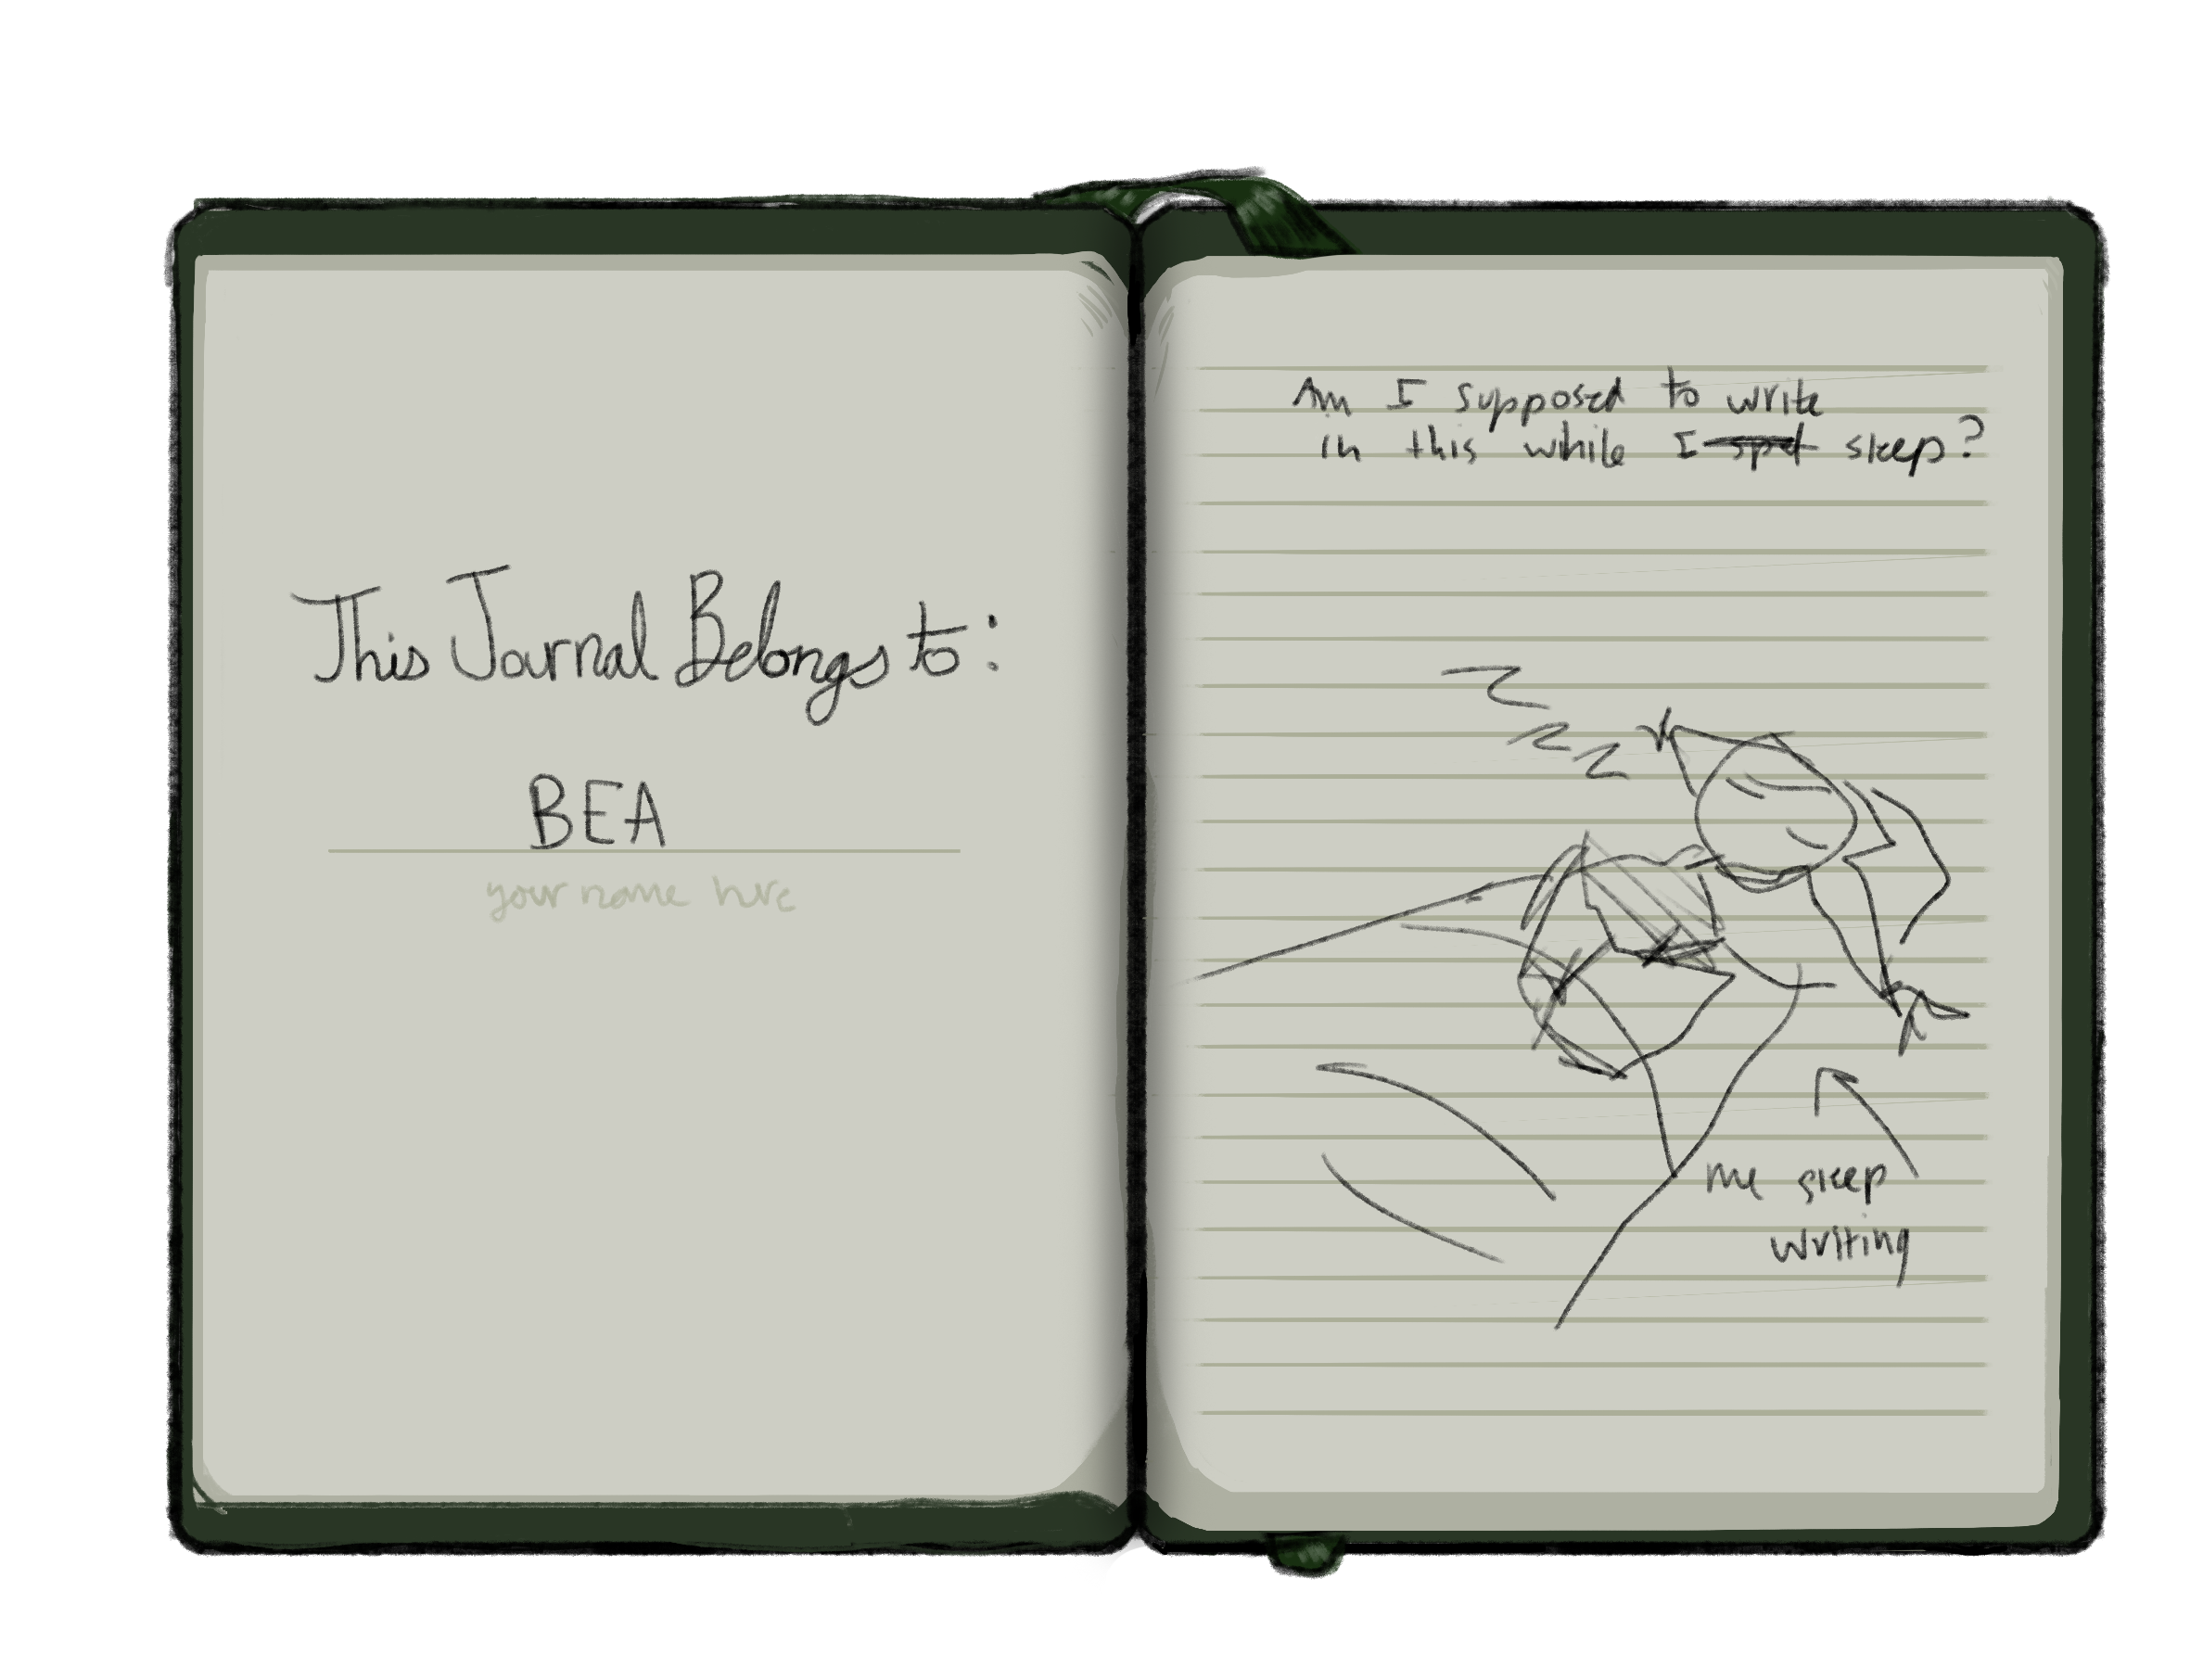 This Journal Belongs to:
BEA
your name here
Am I supposed to write
in this while I sleep?
z
z
z
me sleep
writing